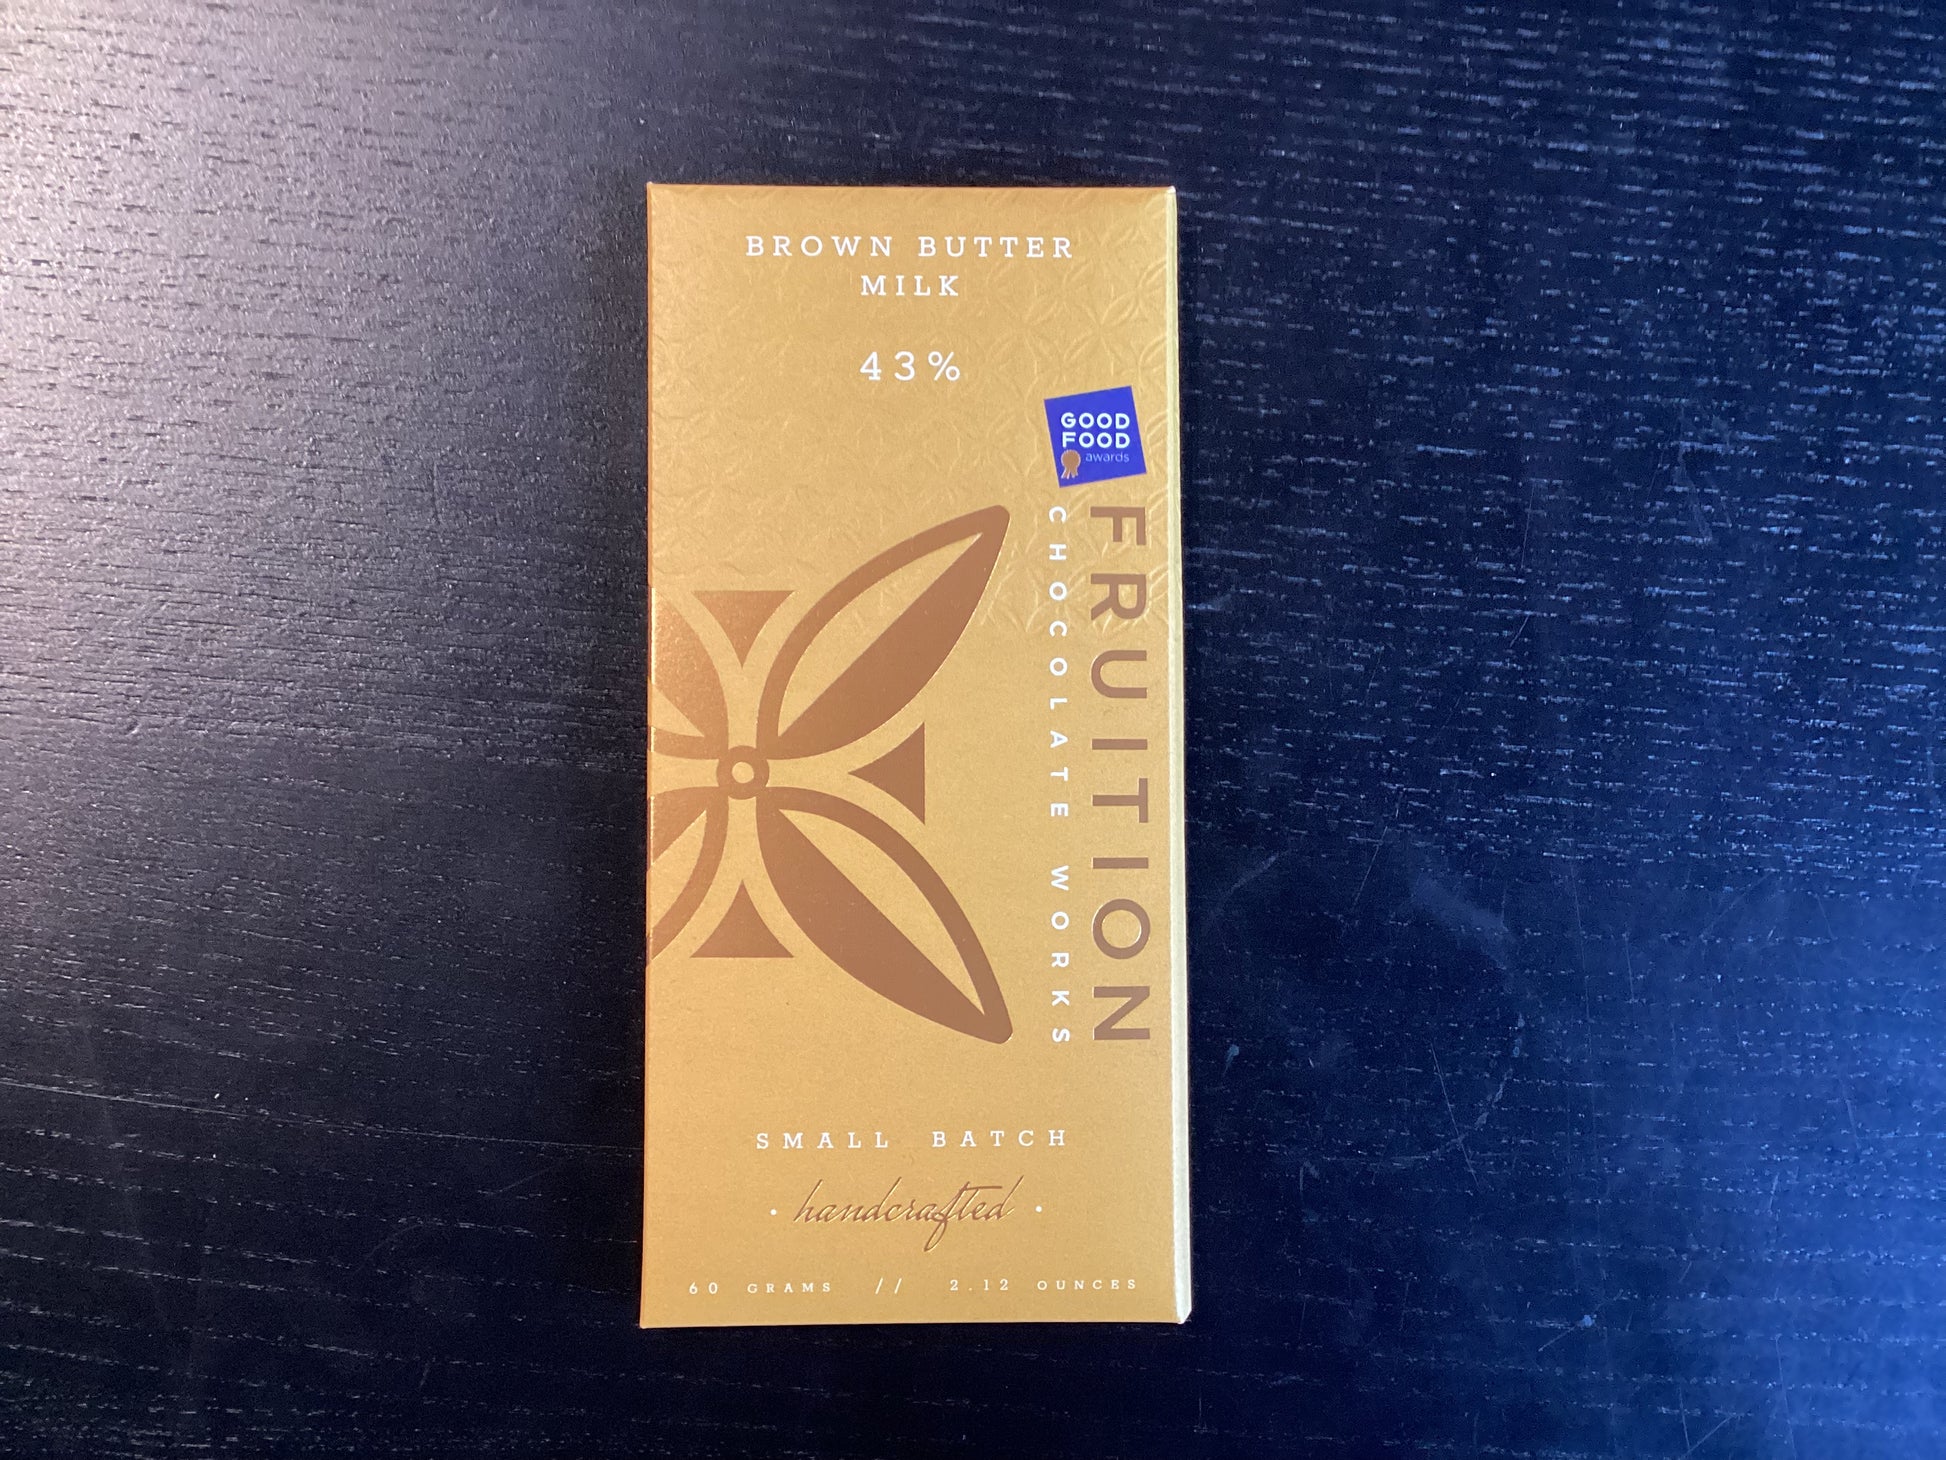 BROWN BUTTER
MILK
43%
GOOD
FOOD
awards
FRUITION
CHOCOLATE WORKS
SMALL BATCH
· handcrafted ·
60 GRAMS // 2.12 OUNCES